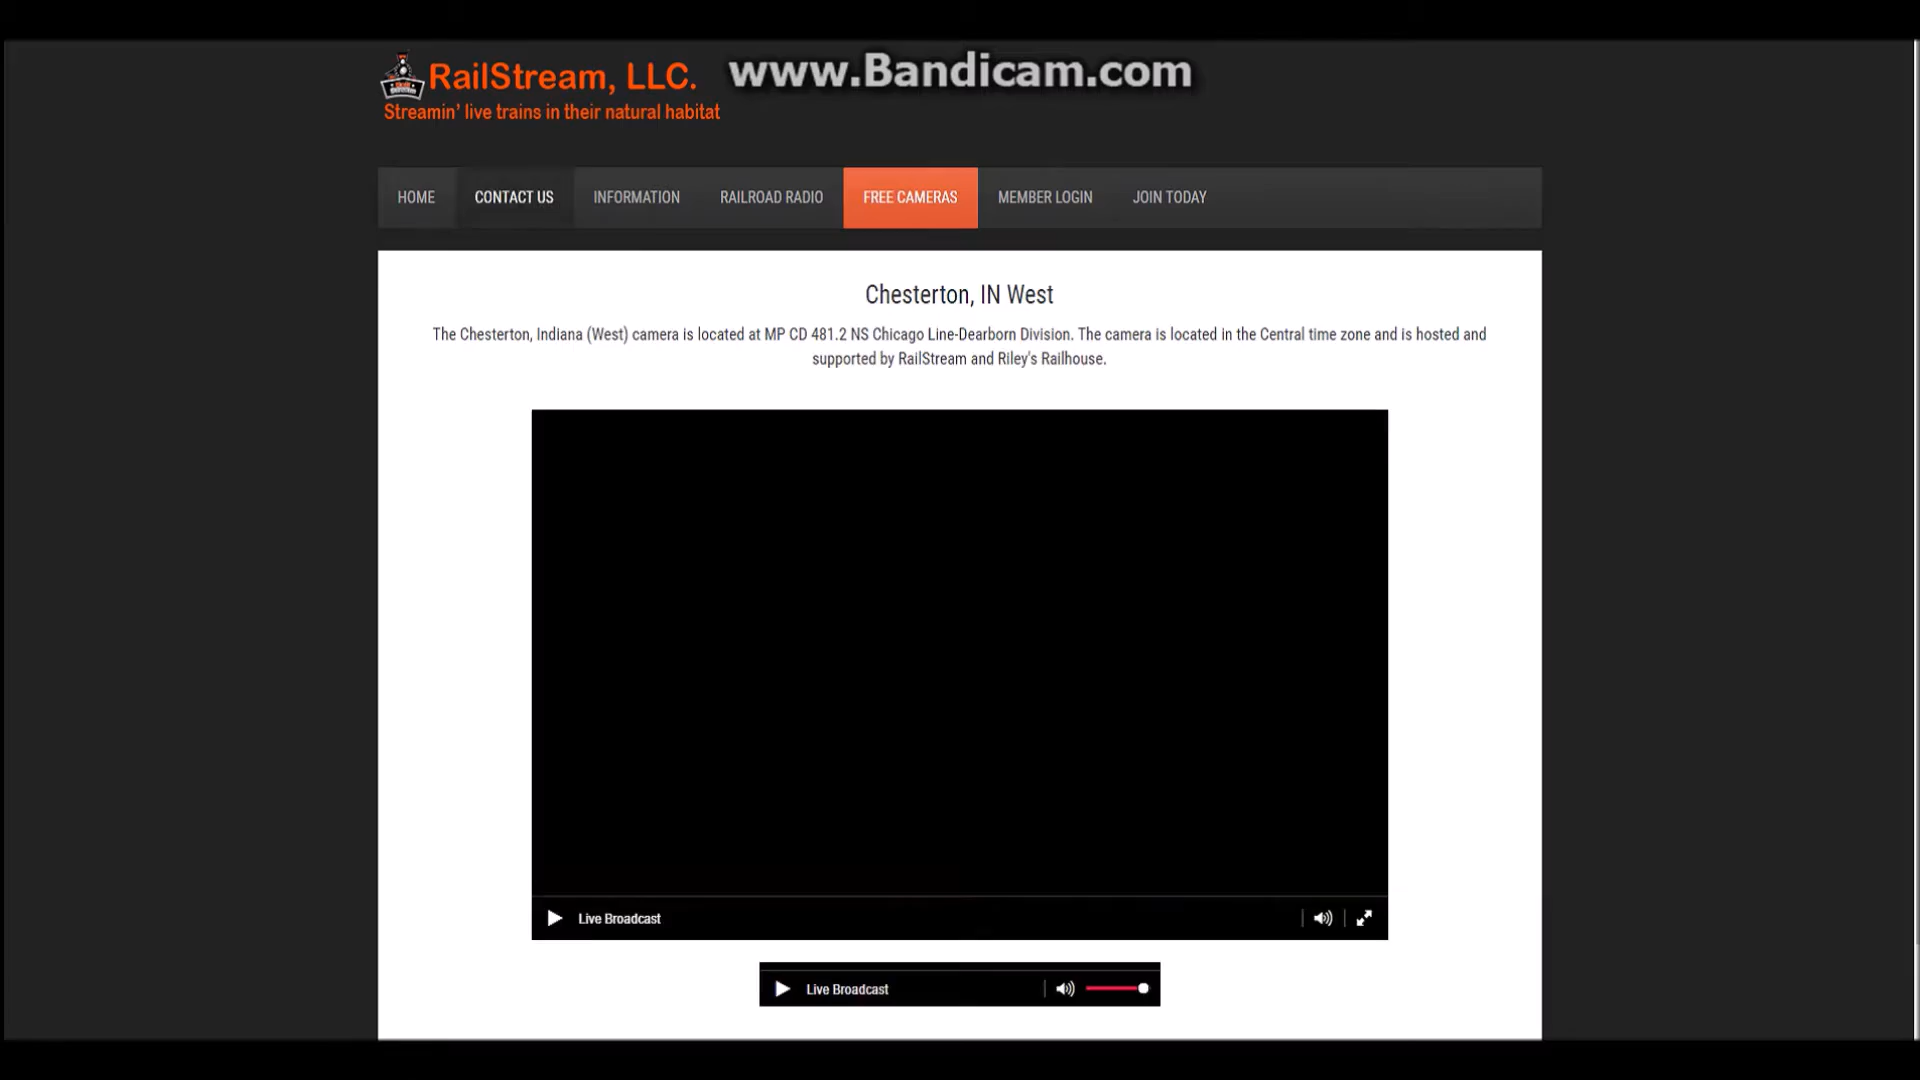 RailStream, LLC.
www.Bandicam.com
Streamin' live trains in their natural habitat
HOME CONTACT US INFORMATION RAILROAD RADIO FREE CAMERAS MEMBER LOGIN JOIN TODAY
Chesterton, IN West
The Chesterton, Indiana (West) camera is located at MP CD 481.2 NS Chicago Line-Dearborn Division. The camera is located in the Central time zone and is hosted and
supported by RailStream and Riley's Railhouse.
Live Broadcast
Live Broadcast